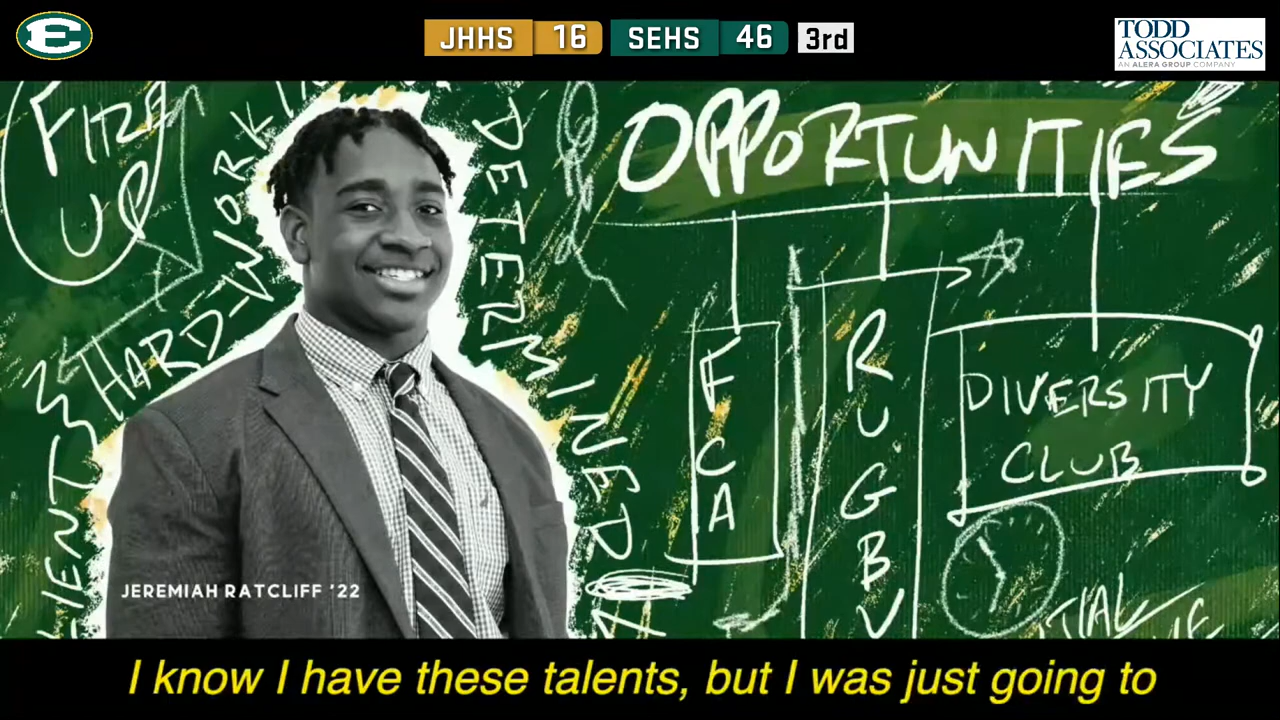 E
JHHS 16 SEHS 46 3rd
TODD
ASSOCIATES
AN ALERA GROUP COMPANY
FIRE
UP
HARD-WORK
DETERMINED
OPPORTUNITIES
FCA
RUGBY
DIVERSITY
CLUB
JEREMIAH RATCLIFF '22
I know I have these talents, but I was just going to